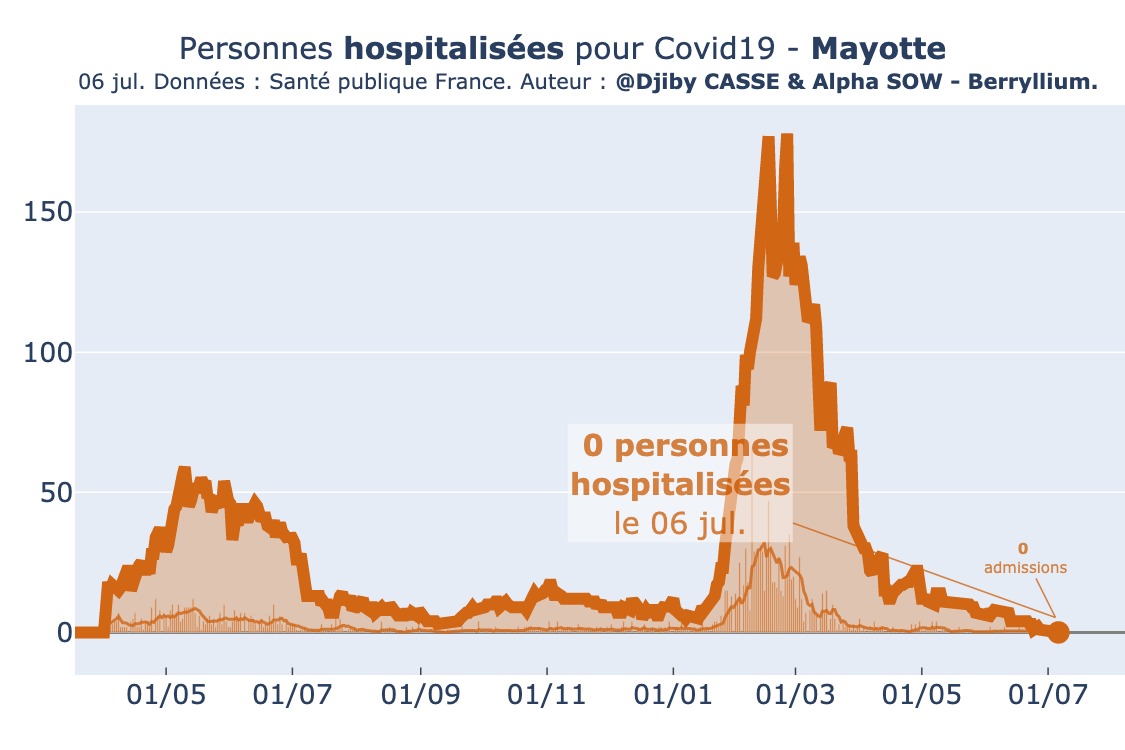 Personnes hospitalisées pour Covid19 - Mayotte
06 jul. Données : Santé publique France. Auteur : @Djiby CASSE & Alpha SOW - Berryllium.
150
100
50
0
0 personnes
hospitalisées
le 06 jul.
0
admissions
01/05 01/07 01/09 01/11 01/01 01/03 01/05 01/07